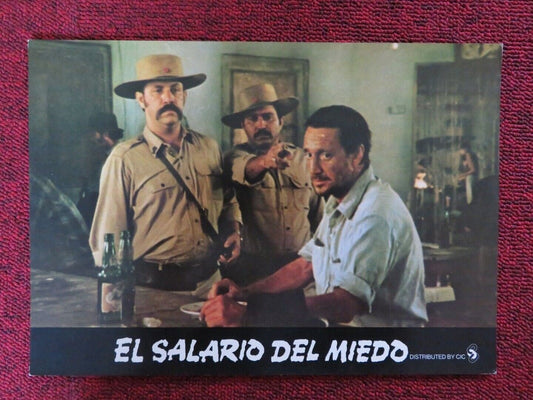 EL SALARIO DEL MIEDO DISTRIBUTED BY CIC